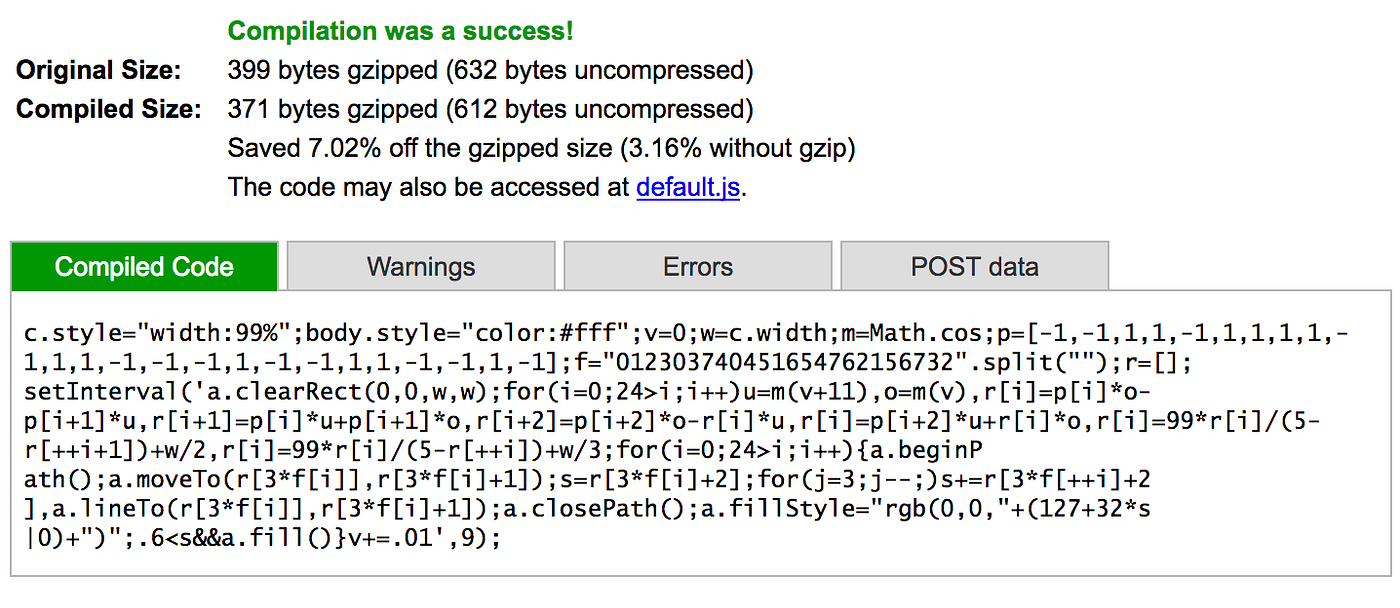 Compilation was a success!
Original Size: 399 bytes gzipped (632 bytes uncompressed)
Compiled Size: 371 bytes gzipped (612 bytes uncompressed)
Saved 7.02% off the gzipped size (3.16% without gzip)
The code may also be accessed at default.js.
Compiled Code Warnings Errors POST data
c.style="width:99%";body.style="color:#fff";v=0;w=c.width;m=Math.cos;p=[-1,-1,1,1,-1,1,1,1,1,-
1,1,1,-1,-1,-1,1,-1,-1,1,1,-1,-1,1,-1];f="012303740451654762156732".split("");r=[];
setInterval('a.clearRect(0,0,w,w);for(i=0;24>i;i++)u=m(v+11),o=m(v),r[i]=p[i]*o-
p[i+1]*u,r[i+1]=p[i]*u+p[i+1]*o,r[i+2]=p[i+2]*o-r[i]*u,r[i]=p[i+2]*u+r[i]*o,r[i]=99*r[i]/(5-
r[++i+1])+w/2,r[i]=99*r[i]/(5-r[++i])+w/3;for(i=0;24>i;i++){a.beginP
ath();a.moveTo(r[3*f[i]],r[3*f[i]+1]);s=r[3*f[i]+2];for(j=3;j--;)s+=r[3*f[++i]+2
],a.lineTo(r[3*f[i]],r[3*f[i]+1]);a.closePath();a.fillStyle="rgb(0,0,"+(127+32*s
|0)+")";.6<s&&a.fill()}v+=.01',9);